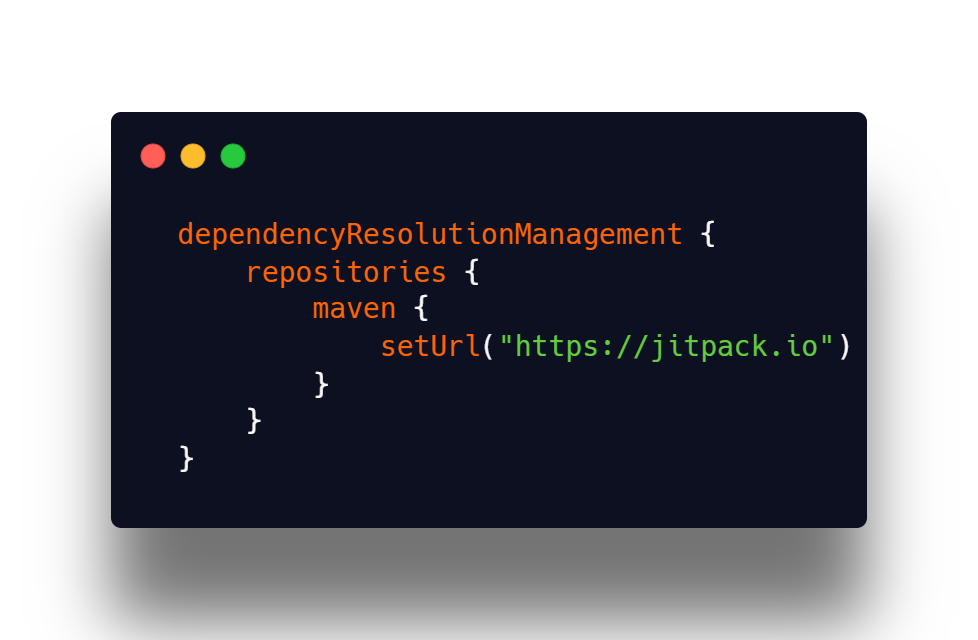 dependencyResolutionManagement {
    repositories {
        maven {
            setUrl("https://jitpack.io")
        }
    }
}